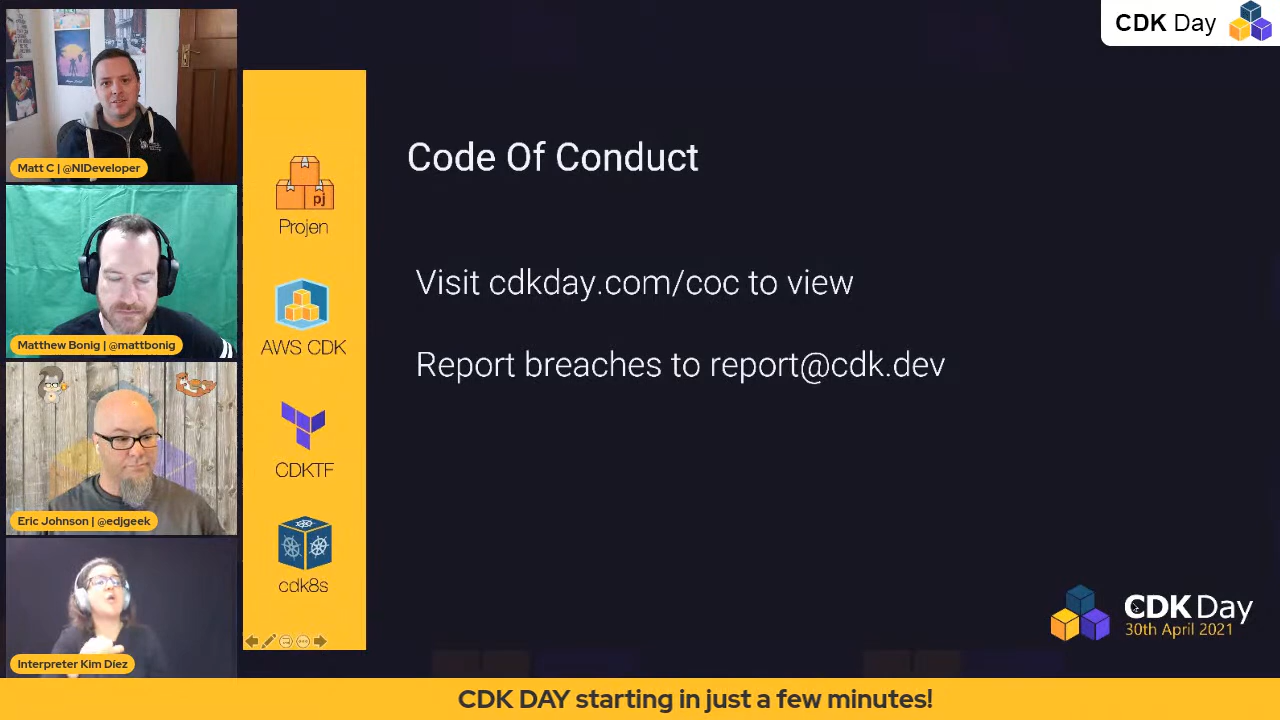 CDK Day
Matt C | @NIDeveloper
Matthew Bonig | @mattbonig
Eric Johnson | @edjgeek
Interpreter Kim Diez
pj
Projen
AWS CDK
CDKTF
cdk8s
Code Of Conduct
Visit cdkday.com/coc to view
Report breaches to report@cdk.dev
CDK Day
30th April 2021
CDK DAY starting in just a few minutes!